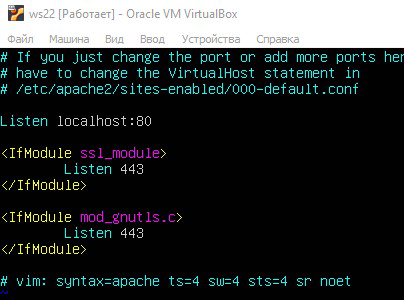 ws22 [Работает] - Oracle VM VirtualBox
Файл Машина Вид Ввод Устройства Справка
# If you just change the port or add more ports her
# have to change the VirtualHost statement in
# /etc/apache2/sites-enabled/000-default.conf
Listen localhost:80
<IfModule ssl_module>
Listen 443
</IfModule>
<IfModule mod_gnutls.c>
Listen 443
</IfModule>
# vim: syntax=apache ts=4 sw=4 sts=4 sr noet
~